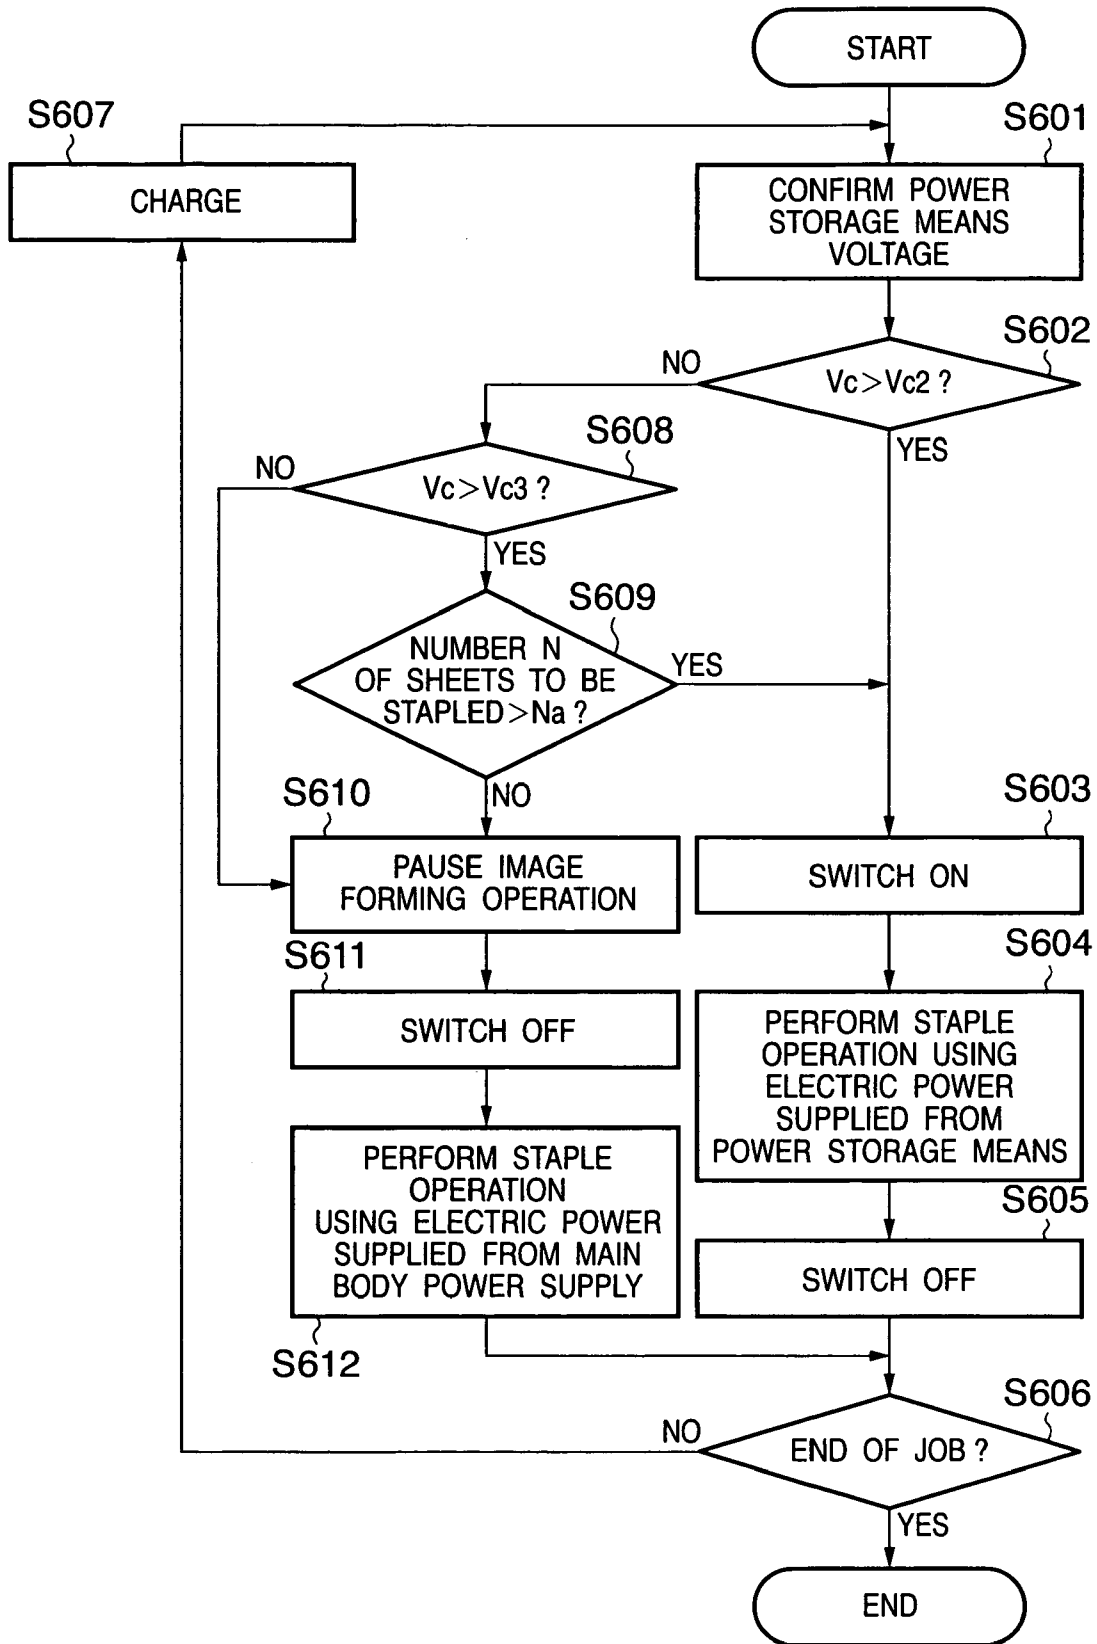 START
S607
S601
CHARGE
CONFIRM POWER
STORAGE MEANS
VOLTAGE
S602
NO
Vc>Vc2 ?
YES
S608
NO
Vc>Vc3 ?
YES
S609
NUMBER N
OF SHEETS TO BE
STAPLED>Na ?
YES
NO
S610
S603
PAUSE IMAGE
FORMING OPERATION
SWITCH ON
S611
S604
SWITCH OFF
PERFORM STAPLE
OPERATION USING
ELECTRIC POWER
SUPPLIED FROM
POWER STORAGE MEANS
PERFORM STAPLE
OPERATION
USING ELECTRIC POWER
SUPPLIED FROM MAIN
BODY POWER SUPPLY
S605
SWITCH OFF
S612
S606
NO
END OF JOB ?
YES
END